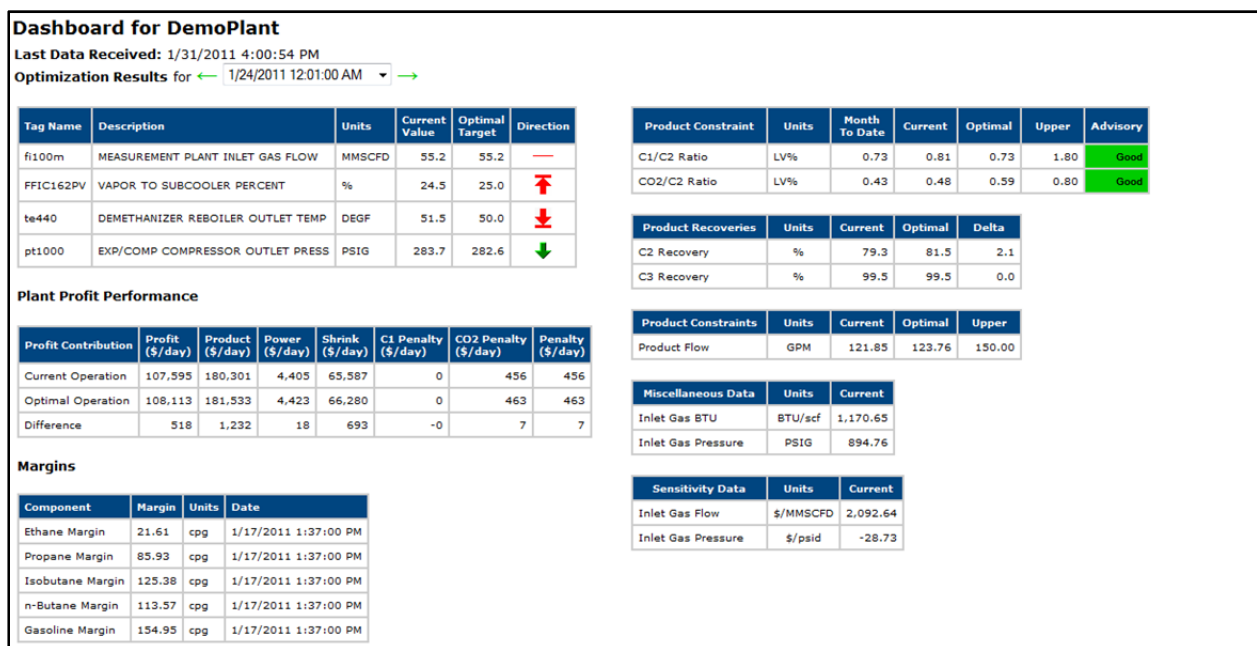 Dashboard for DemoPlant
Last Data Received: 1/31/2011 4:00:54 PM
Optimization Results for ← 1/24/2011 12:01:00 AM →
Tag Name Description Units Current Value Optimal Target Direction
fi100m MEASUREMENT PLANT INLET GAS FLOW MMSCFD 55.2 55.2
FFIC162PV VAPOR TO SUBCOOLER PERCENT % 24.5 25.0
te440 DEMETHANIZER REBOILER OUTLET TEMP DEGF 51.5 50.0
pt1000 EXP/COMP COMPRESSOR OUTLET PRESS PSIG 283.7 282.6
Plant Profit Performance
Profit Contribution Profit ($/day) Product ($/day) Power ($/day) Shrink ($/day) C1 Penalty ($/day) CO2 Penalty ($/day) Penalty ($/day)
Current Operation 107,595 180,301 4,405 65,587 0 456 456
Optimal Operation 108,113 181,533 4,423 66,280 0 463 463
Difference 518 1,232 18 693 -0 7 7
Margins
Component Margin Units Date
Ethane Margin 21.61 cpg 1/17/2011 1:37:00 PM
Propane Margin 85.93 cpg 1/17/2011 1:37:00 PM
Isobutane Margin 125.38 cpg 1/17/2011 1:37:00 PM
n-Butane Margin 113.57 cpg 1/17/2011 1:37:00 PM
Gasoline Margin 154.95 cpg 1/17/2011 1:37:00 PM
Product Constraint Units Month To Date Current Optimal Upper Advisory
C1/C2 Ratio LV% 0.73 0.81 0.73 1.80 Good
CO2/C2 Ratio LV% 0.43 0.48 0.59 0.80 Good
Product Recoveries Units Current Optimal Delta
C2 Recovery % 79.3 81.5 2.1
C3 Recovery % 99.5 99.5 0.0
Product Constraints Units Current Optimal Upper
Product Flow GPM 121.85 123.76 150.00
Miscellaneous Data Units Current
Inlet Gas BTU BTU/scf 1,170.65
Inlet Gas Pressure PSIG 894.76
Sensitivity Data Units Current
Inlet Gas Flow $/MMSCFD 2,092.64
Inlet Gas Pressure $/psid -28.73